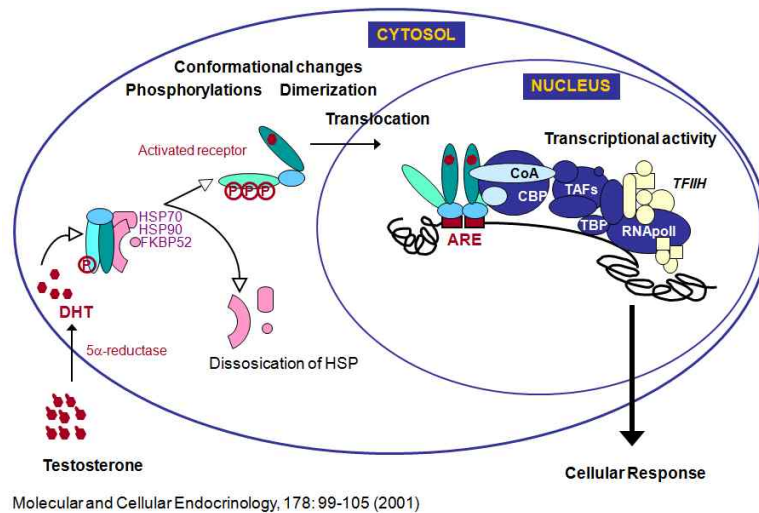 CYTOSOL
Conformational changes
Phosphorylations Dimerization
NUCLEUS
Translocation
Transcriptional activity
Activated receptor
PPP
CoA
CBP
TAFs
TFIIH
TBP
RNApolI
ARE
HSP70
HSP90
FKBP52
P
DHT
5α-reductase
Dissosication of HSP
Testosterone
Cellular Response
Molecular and Cellular Endocrinology, 178: 99-105 (2001)